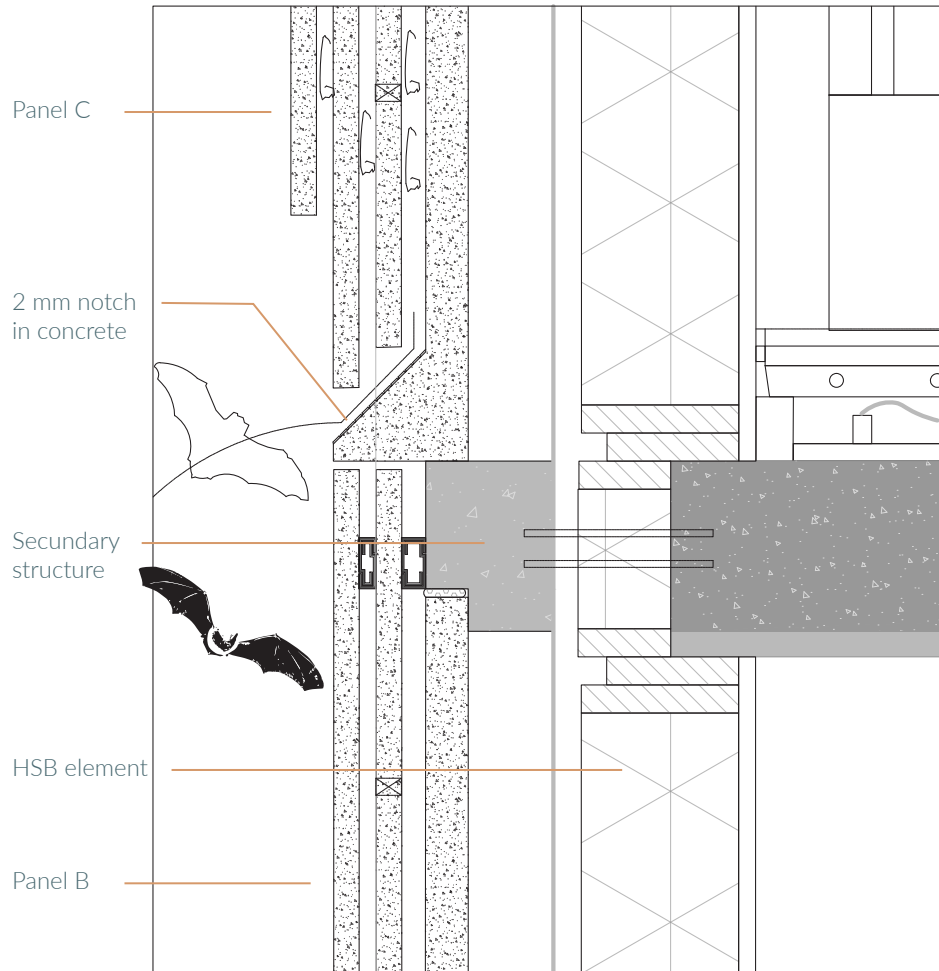 Panel C
2 mm notch
in concrete
Secundary
structure
HSB element
Panel B